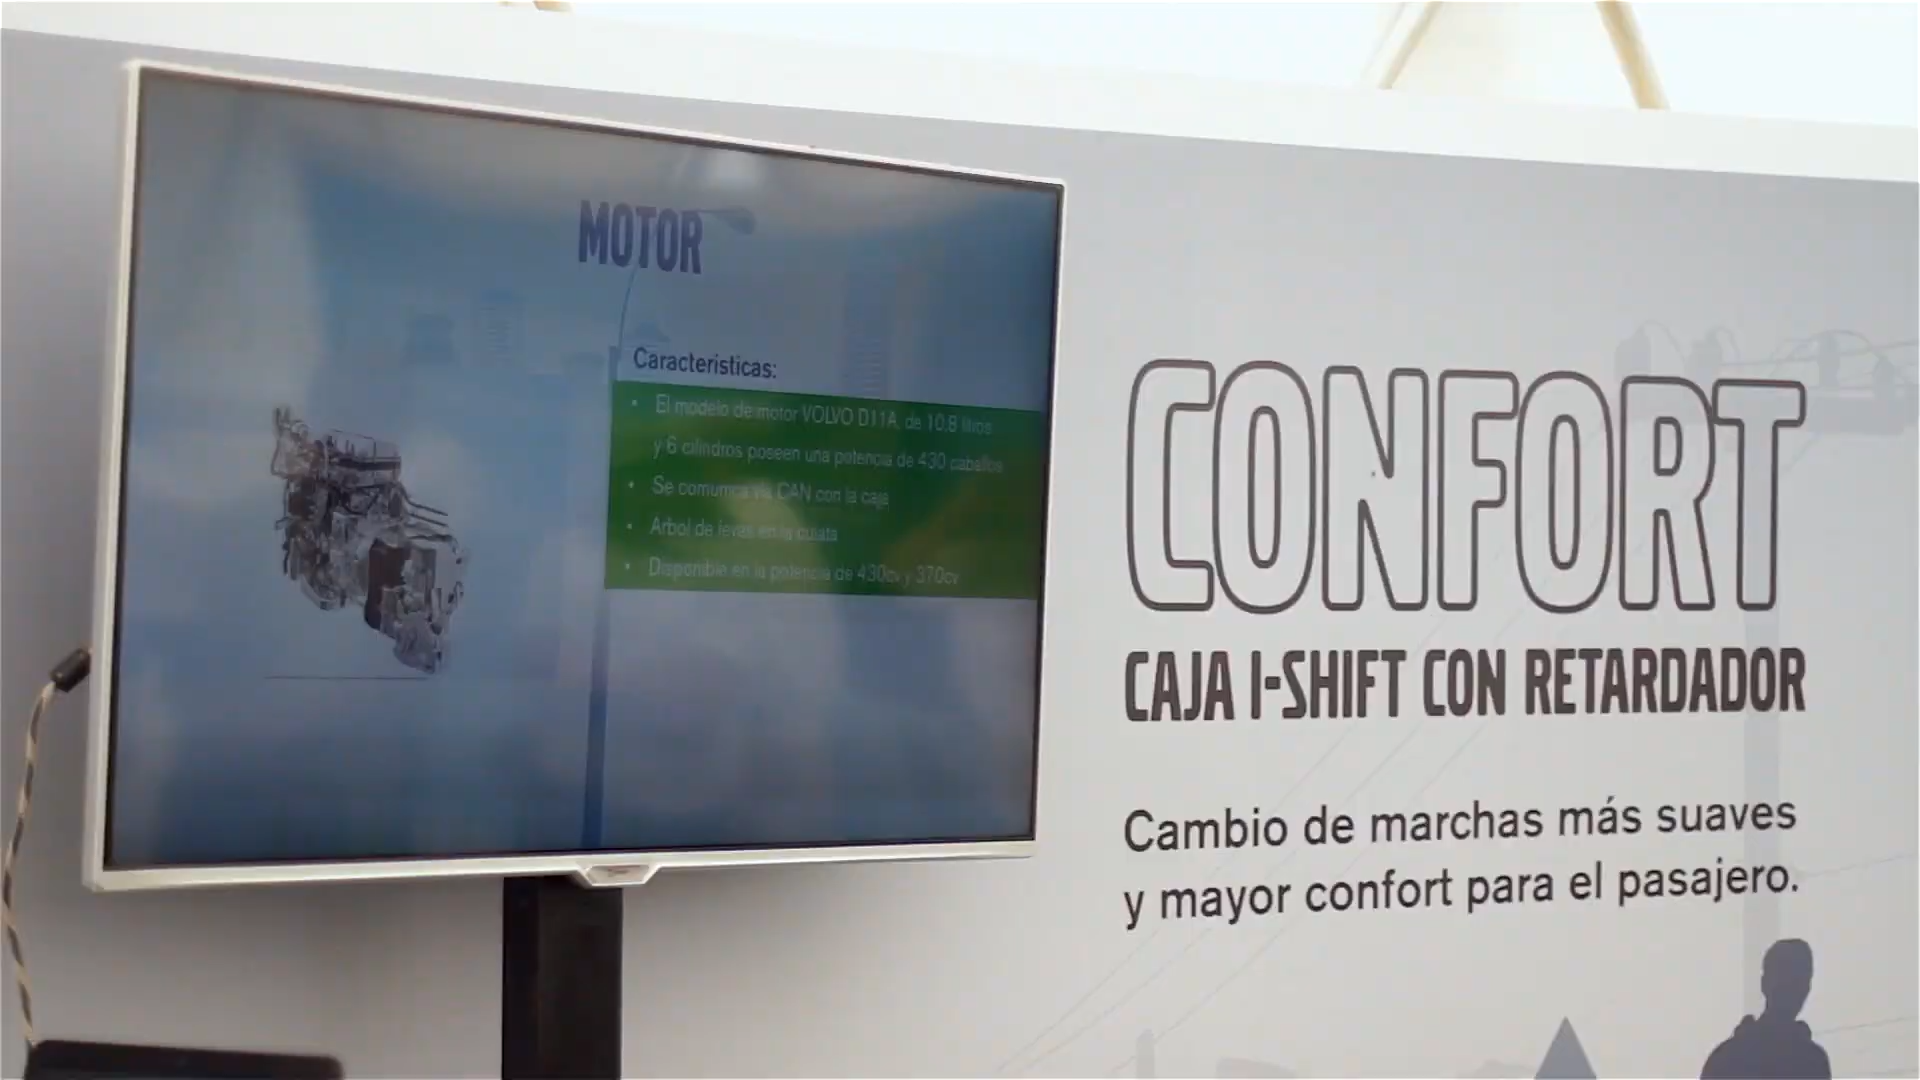 MOTOR
Caracteristicas:
• El modelo de motor VOLVO D11A, de 10.8 litros
y 6 cilindros poseen una potencia de 430 caballos
• Se comunica via CAN con la caja
• Arbol de levas en la culata
• Disponible en la potencia de 430cv y 370cv
CONFORT
CAJA I-SHIFT CON RETARDADOR
Cambio de marchas más suaves
y mayor confort para el pasajero.